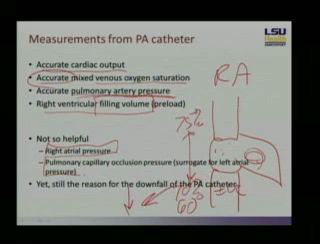 LSU
Health
Measurements from PA catheter
• Accurate cardiac output
• Accurate mixed venous oxygen saturation
• Accurate pulmonary artery pressure
• Right ventricular filling volume (preload)
• Not so helpful
– Right atrial pressure
– Pulmonary capillary occlusion pressure (surrogate for left atrial
pressure)
• Yet, still the reason for the downfall of the PA catheter
RA
75%